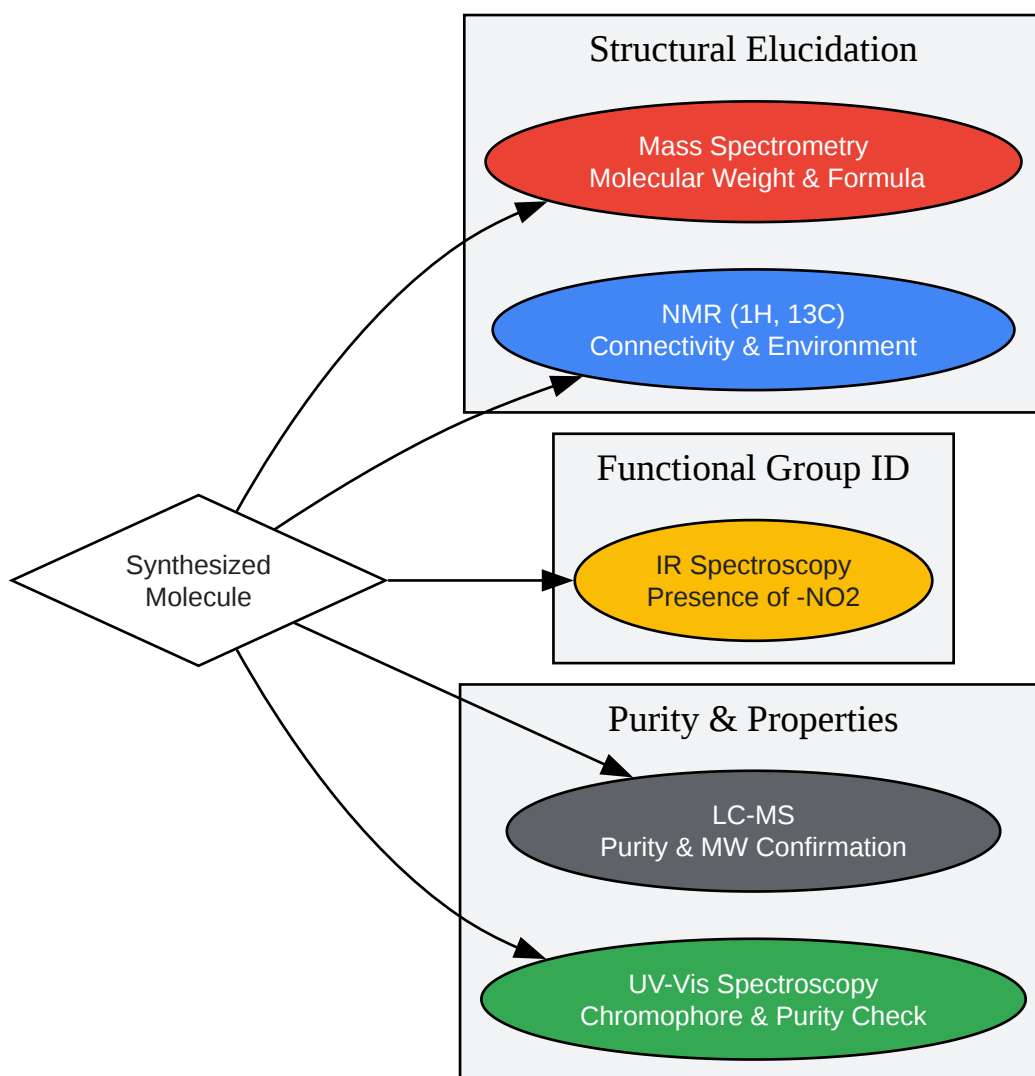 Structural Elucidation
Mass Spectrometry
Molecular Weight & Formula
NMR (1H, 13C)
Connectivity & Environment
Functional Group ID
Synthesized
Molecule
IR Spectroscopy
Presence of -NO2
Purity & Properties
LC-MS
Purity & MW Confirmation
UV-Vis Spectroscopy
Chromophore & Purity Check